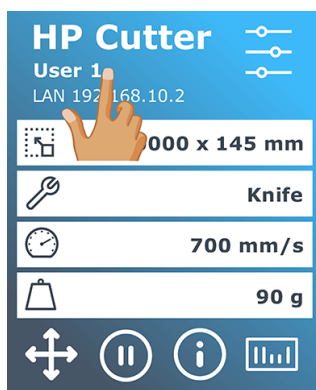 HP Cutter
User 1
LAN 192.168.10.2
000 x 145 mm
Knife
700 mm/s
90 g